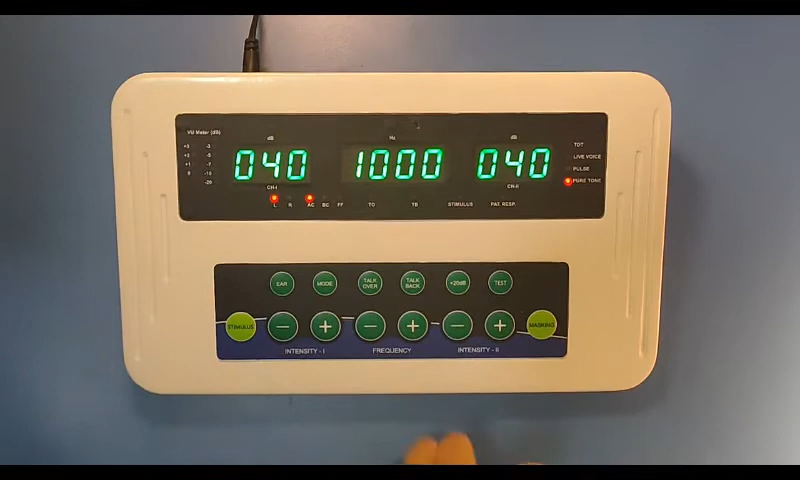 VU Meter (dB)
dB Hz dB
+3 -3
+2 -5
+1 -7
0 -10
-20
040 1000 040
CH-I CH-II
TDT
LIVE VOICE
PULSE
PURE TONE
L R AC BC FF TO TB STIMULUS PAT. RESP.
EAR MODE TALK OVER TALK BACK +20dB TEST
STIMULUS − + − + − + MASKING
INTENSITY - I FREQUENCY INTENSITY - II